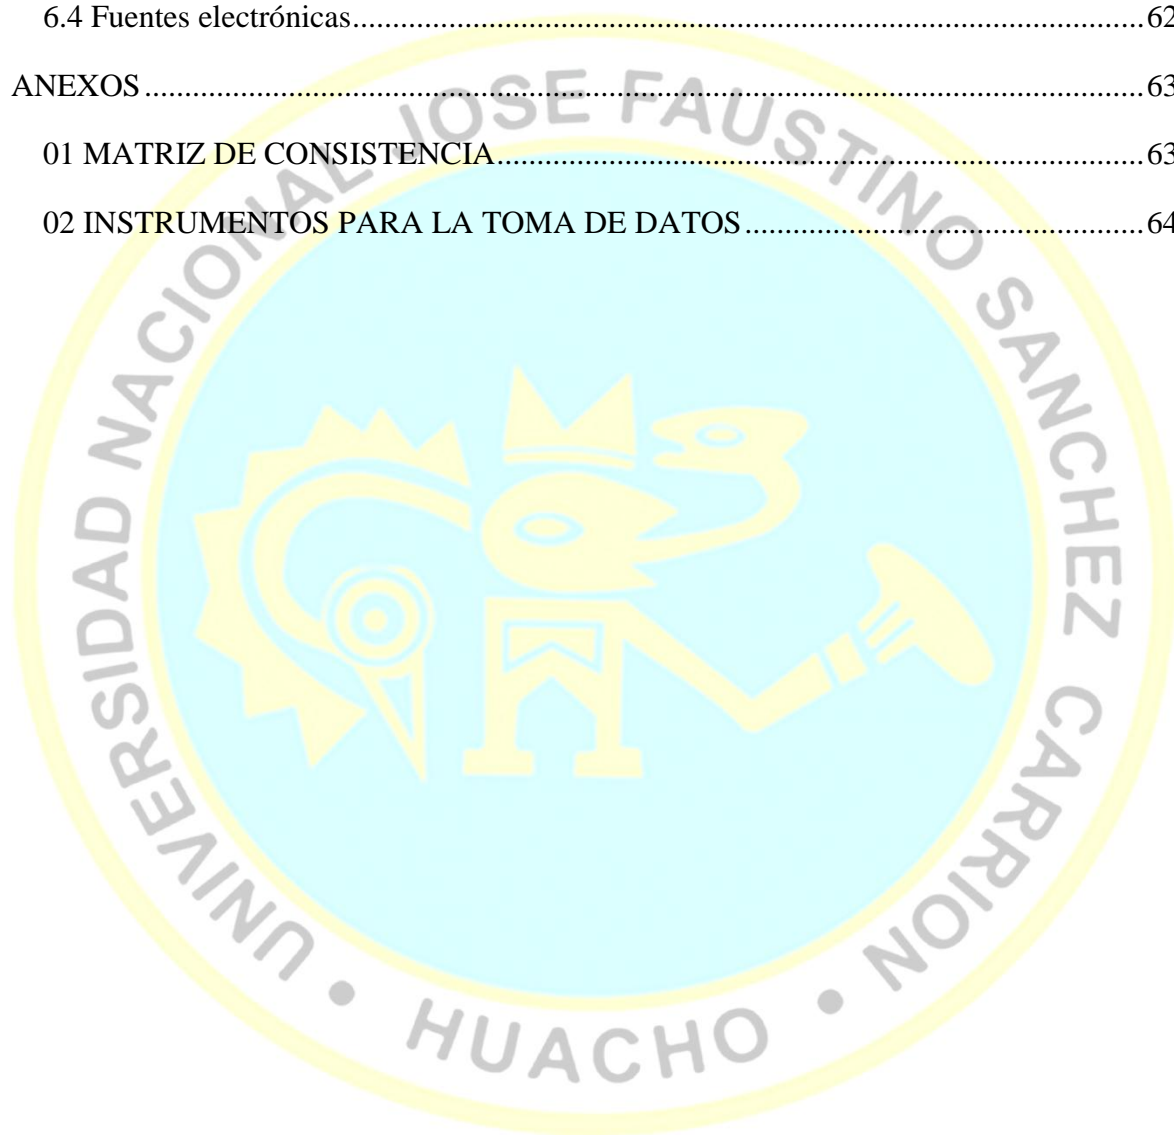 6.4 Fuentes electrónicas....................................................................................................62
ANEXOS..............................................................................................................................63
01 MATRIZ DE CONSISTENCIA..................................................................................63
02 INSTRUMENTOS PARA LA TOMA DE DATOS..................................................64
UNIVERSIDAD NACIONAL JOSE FAUSTINO SANCHEZ CARRION • HUACHO •